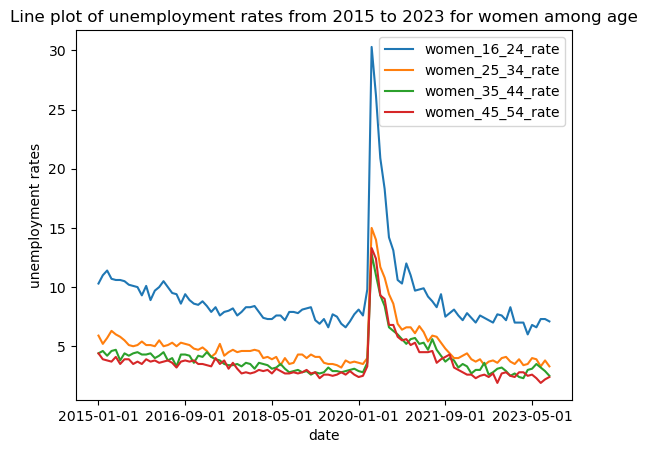 Line plot of unemployment rates from 2015 to 2023 for women among age
30
25
20
15
10
5
unemployment rates
women_16_24_rate
women_25_34_rate
women_35_44_rate
women_45_54_rate
2015-01-01 2016-09-01 2018-05-01 2020-01-01 2021-09-01 2023-05-01
date